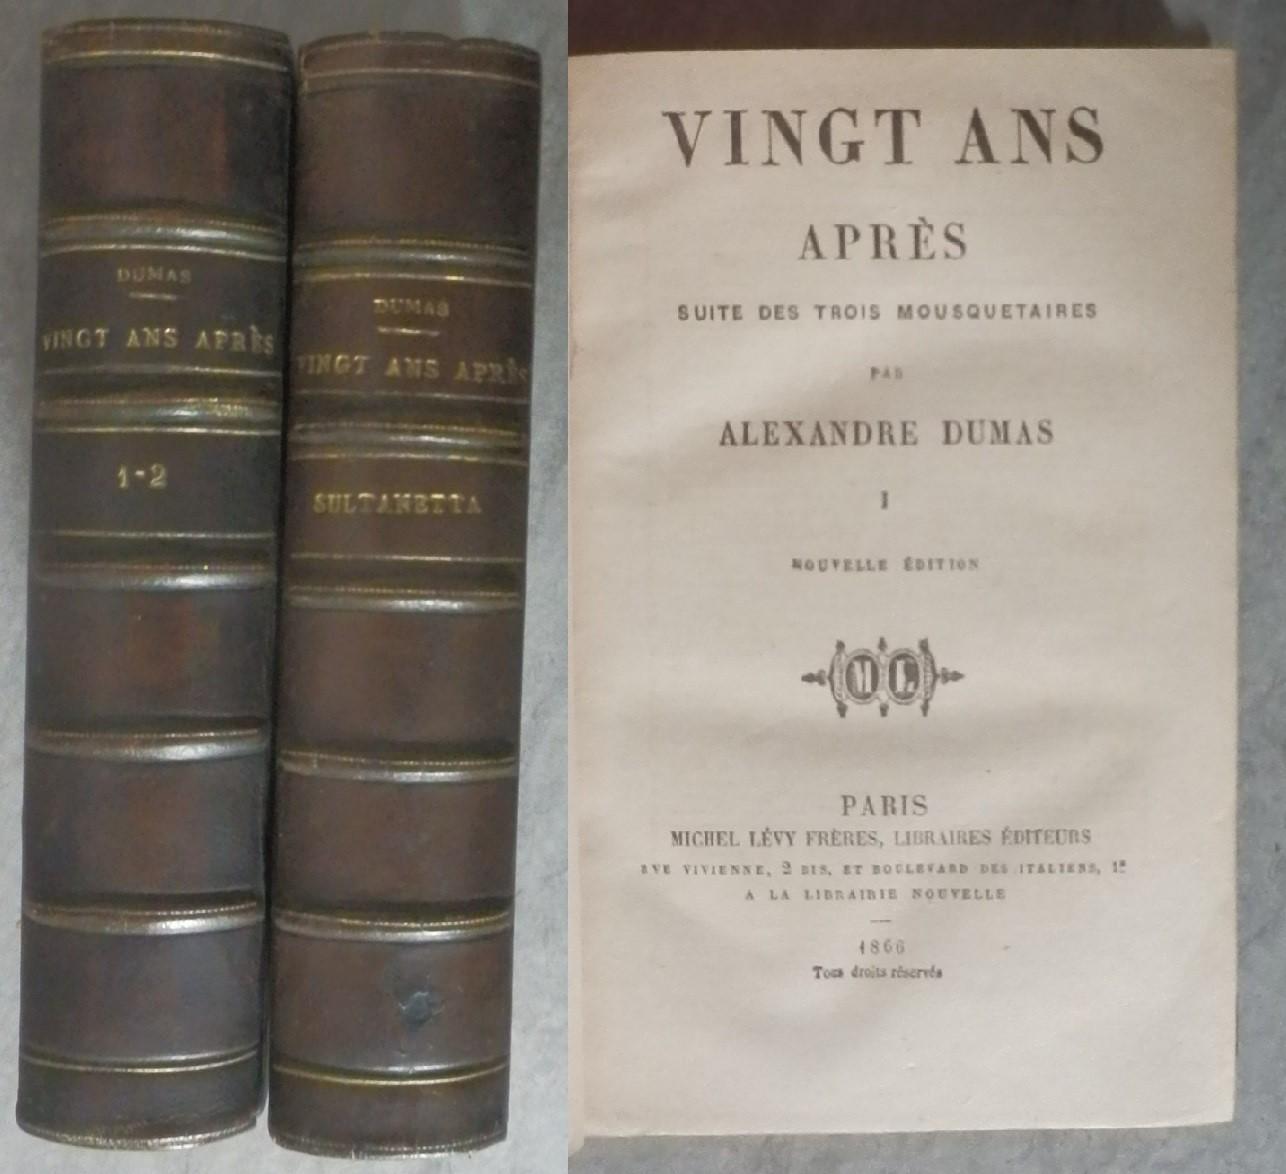 DUMAS
VINGT ANS APRÈS
1-2
DUMAS
VINGT ANS APRÈS
SULTANETTA
VINGT ANS
APRÈS
SUITE DES TROIS MOUSQUETAIRES
PAR
ALEXANDRE DUMAS
I
NOUVELLE ÉDITION
M L
PARIS
MICHEL LÉVY FRÈRES, LIBRAIRES ÉDITEURS
RUE VIVIENNE, 2 BIS, ET BOULEVARD DES ITALIENS, 15
A LA LIBRAIRIE NOUVELLE
1866
Tous droits réservés